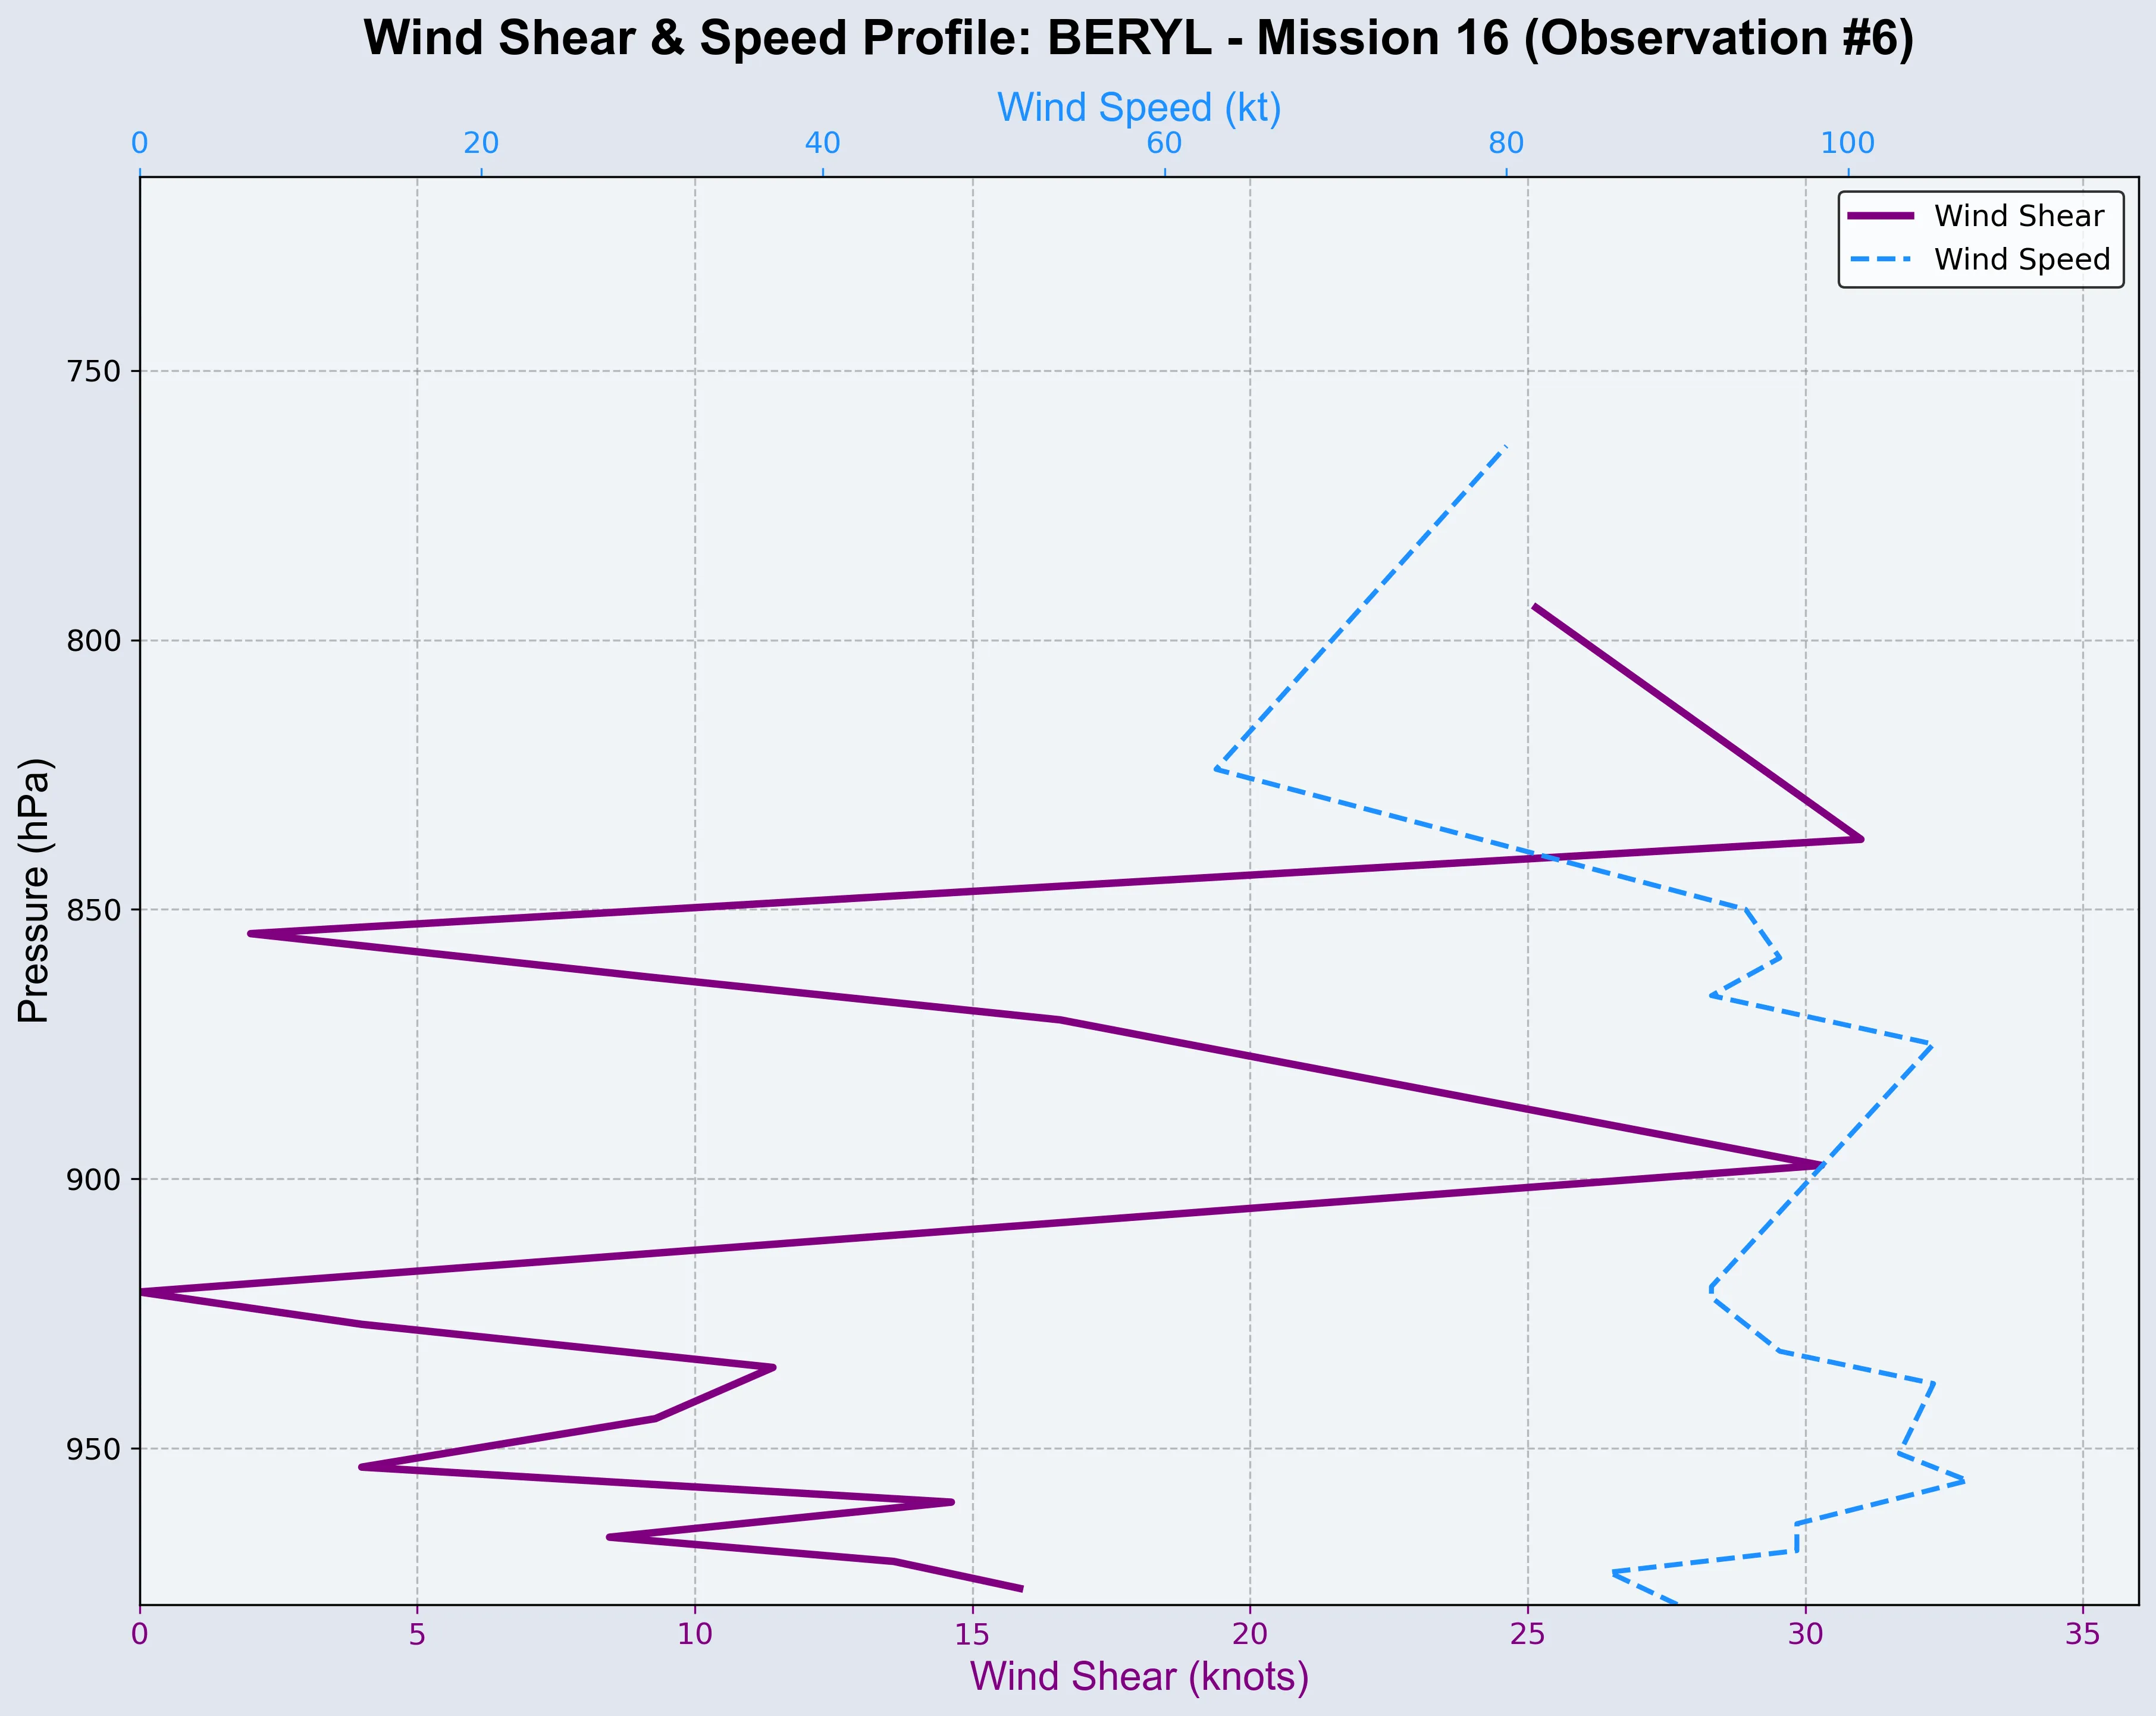 Wind Shear & Speed Profile: BERYL - Mission 16 (Observation #6)
Wind Speed (kt)
0 20 40 60 80 100
Wind Shear
Wind Speed
750
800
850
900
950
Pressure (hPa)
0 5 10 15 20 25 30 35
Wind Shear (knots)